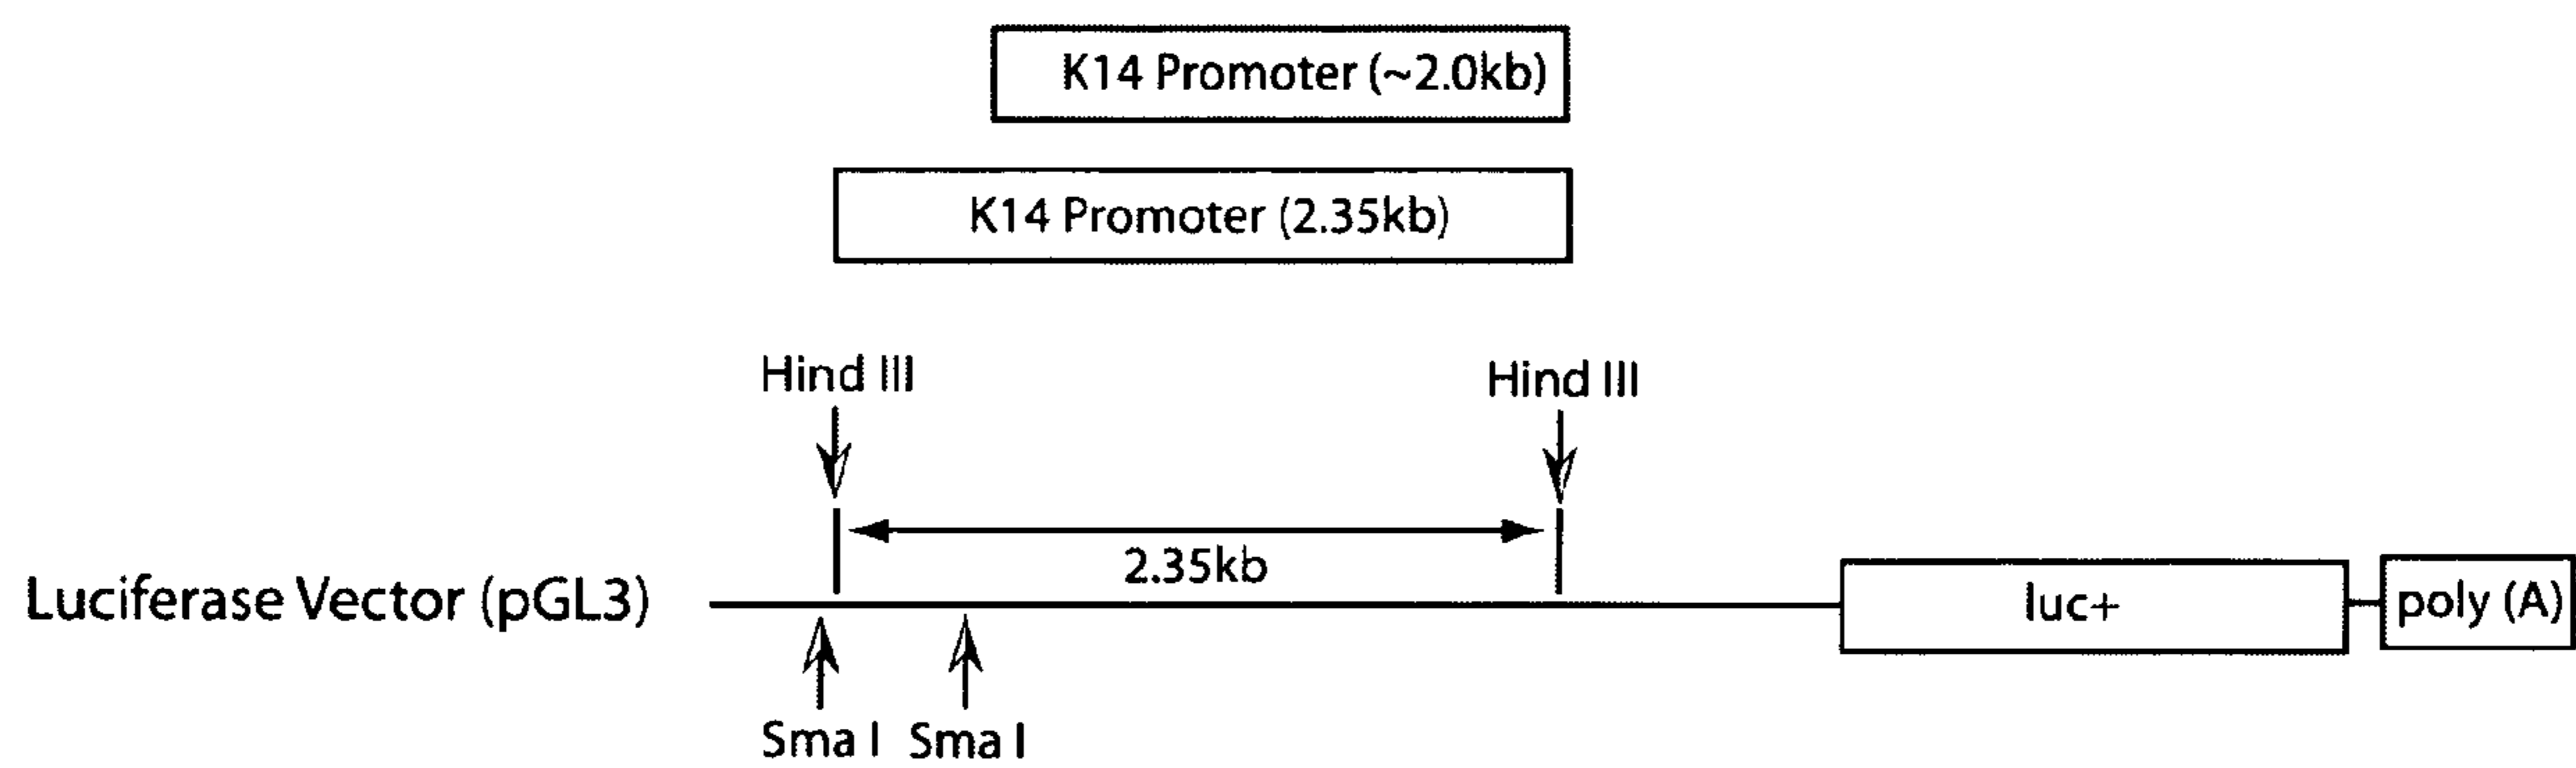 K14 Promoter (~2.0kb)
K14 Promoter (2.35kb)
Hind III
Hind III
2.35kb
Luciferase Vector (pGL3)
luc+
poly (A)
Sma I
Sma I